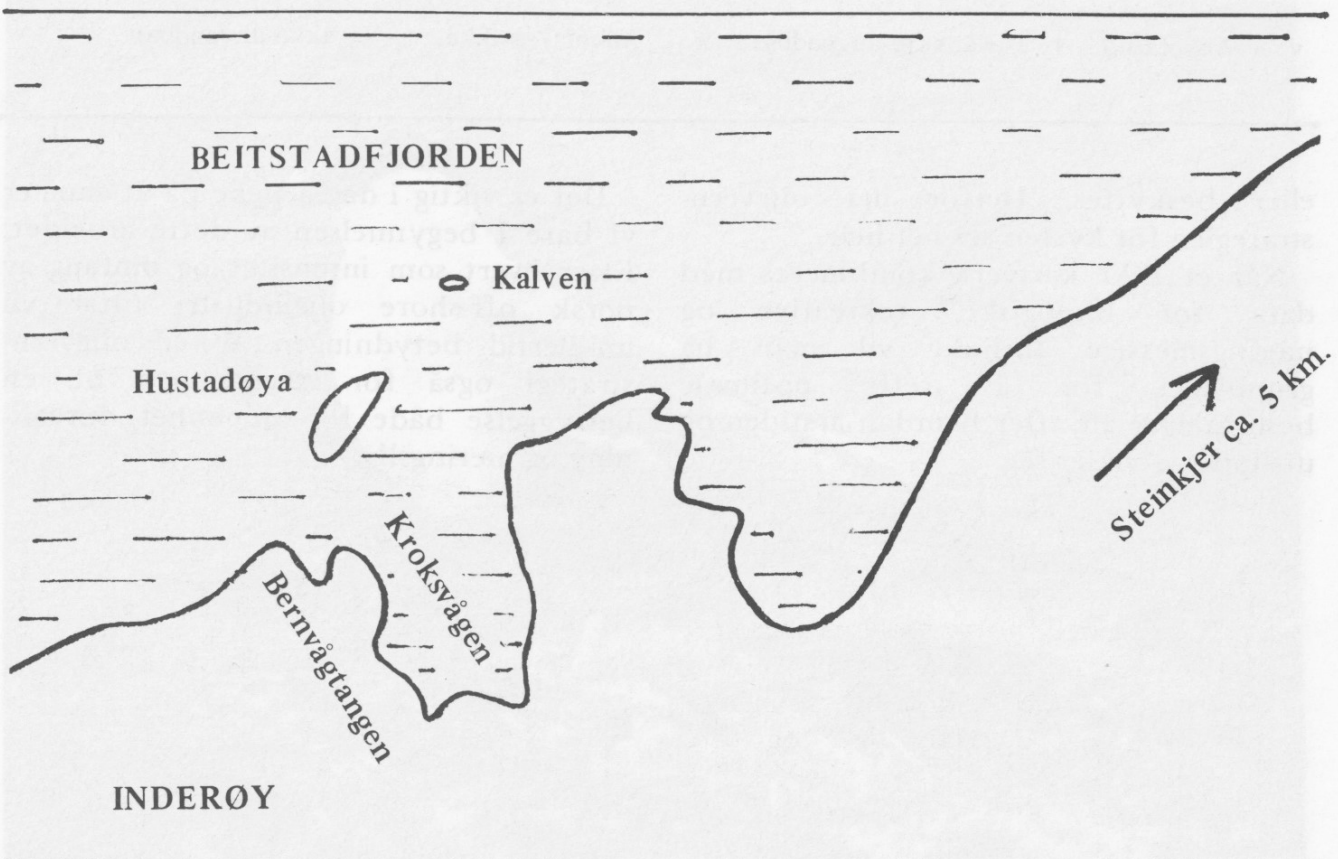 BEITSTADFJORDEN
Kalven
Hustadøya
Steinkjer ca. 5 km.
Kroksvågen
Bernvågtangen
INDERØY